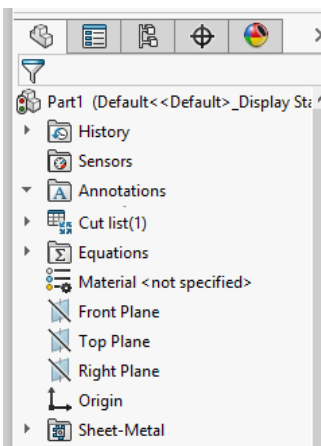 Part1 (Default<<Default>_Display Sta
History
Sensors
Annotations
Cut list(1)
Equations
Material <not specified>
Front Plane
Top Plane
Right Plane
Origin
Sheet-Metal